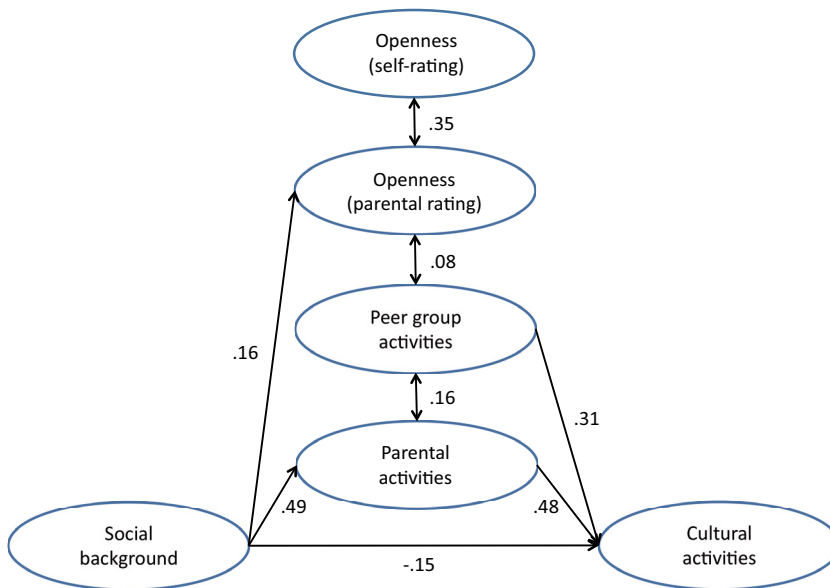 Openness
(self-rating)
.35
Openness
(parental rating)
.08
Peer group
activities
.16
.16
.31
Parental
activities
.49
.48
Social
background
Cultural
activities
-.15